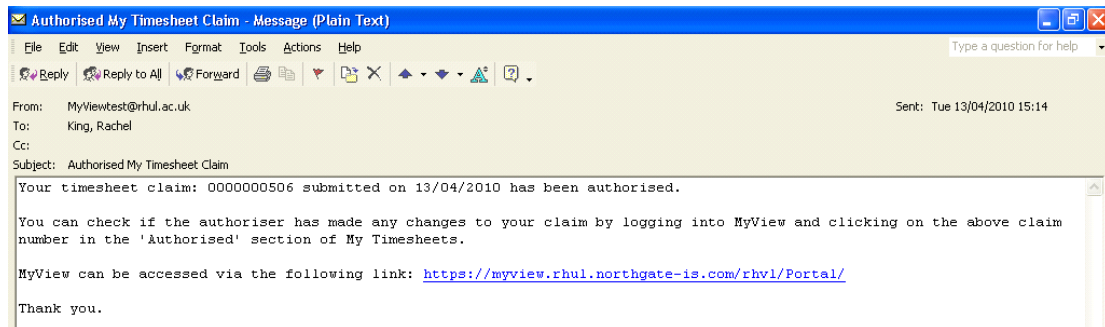 Authorised My Timesheet Claim - Message (Plain Text)
File Edit View Insert Format Tools Actions Help
Type a question for help
Reply Reply to All Forward
From: MyViewtest@rhul.ac.uk
Sent: Tue 13/04/2010 15:14
To: King, Rachel
Cc:
Subject: Authorised My Timesheet Claim
Your timesheet claim: 0000000506 submitted on 13/04/2010 has been authorised.
You can check if the authoriser has made any changes to your claim by logging into MyView and clicking on the above claim
number in the 'Authorised' section of My Timesheets.
MyView can be accessed via the following link: https://myview.rhul.northgate-is.com/rhvl/Portal/
Thank you.